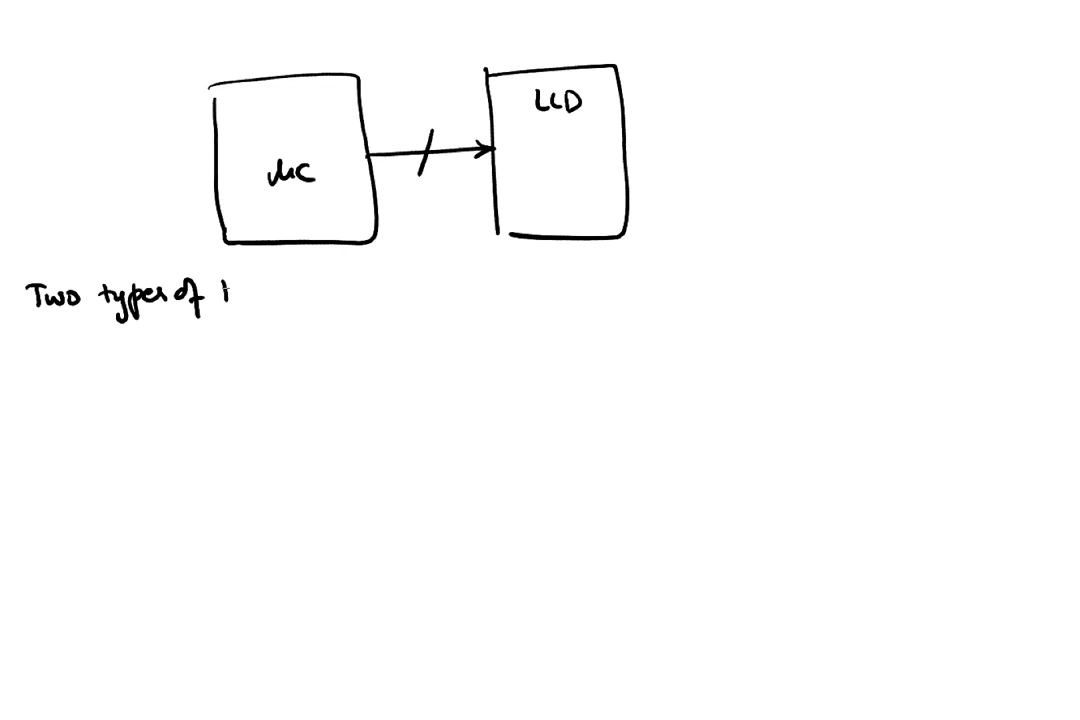 LCD
μC
Two types of